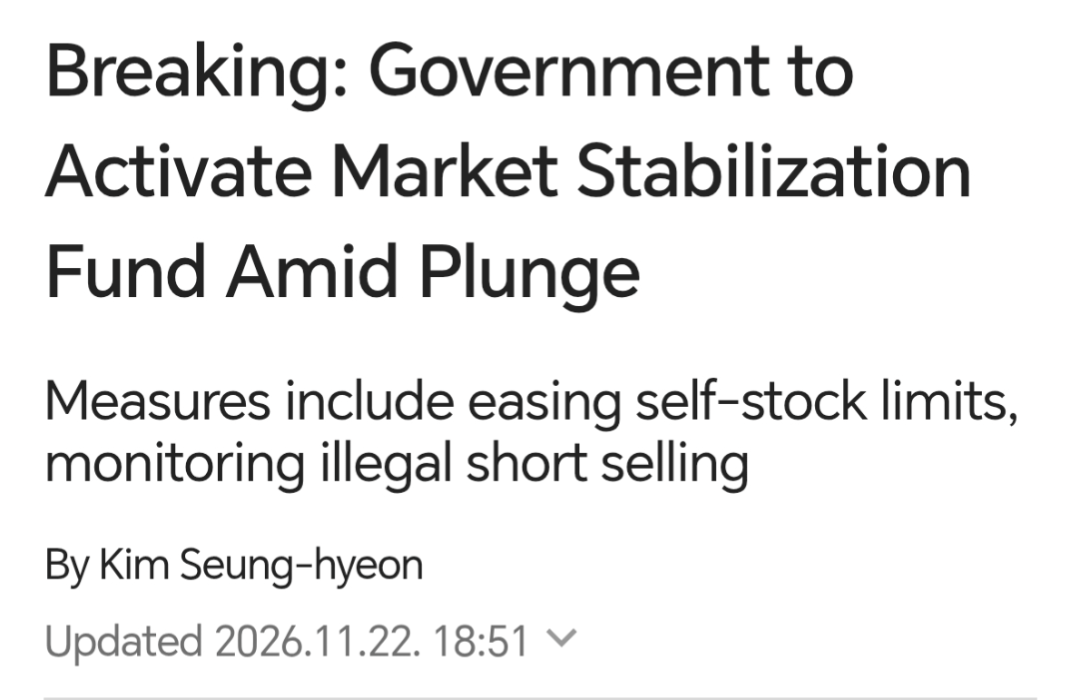 Breaking: Government to
Activate Market Stabilization
Fund Amid Plunge
Measures include easing self-stock limits,
monitoring illegal short selling
By Kim Seung-hyeon
Updated 2026.11.22. 18:51